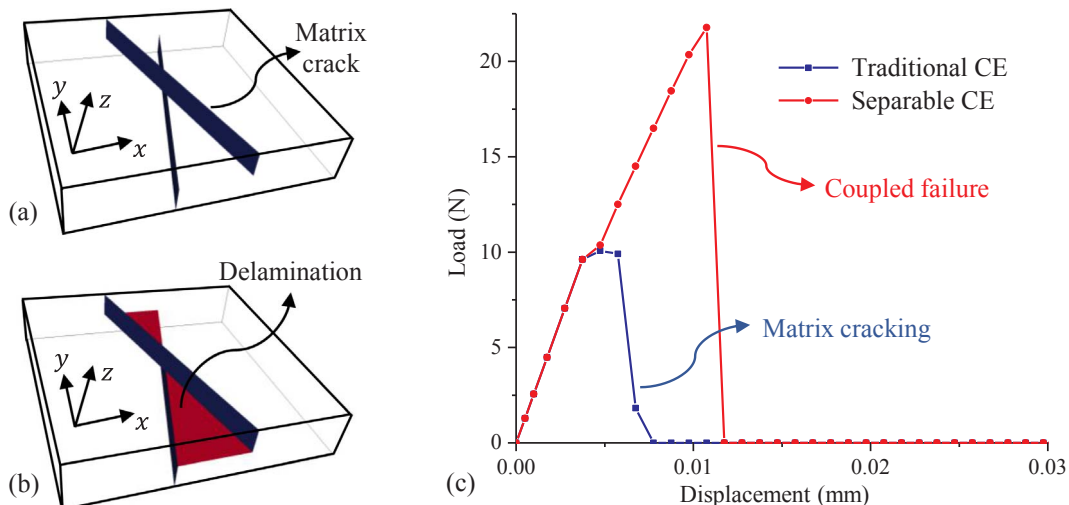 Matrix
crack
y
z
x
(a)
Delamination
y
z
x
(b)
Load (N)
20
15
10
5
0
Traditional CE
Separable CE
Coupled failure
Matrix cracking
0.00
0.01
0.02
0.03
(c)
Displacement (mm)